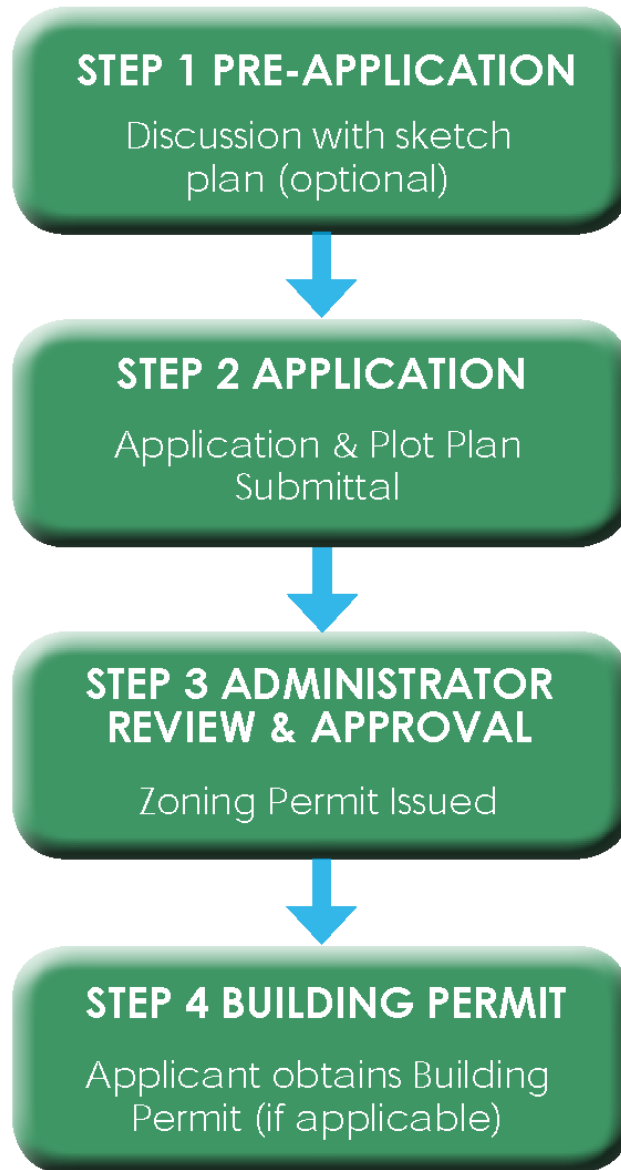 STEP 1 PRE-APPLICATION
Discussion with sketch
plan (optional)
STEP 2 APPLICATION
Application & Plot Plan
Submittal
STEP 3 ADMINISTRATOR
REVIEW & APPROVAL
Zoning Permit Issued
STEP 4 BUILDING PERMIT
Applicant obtains Building
Permit (if applicable)